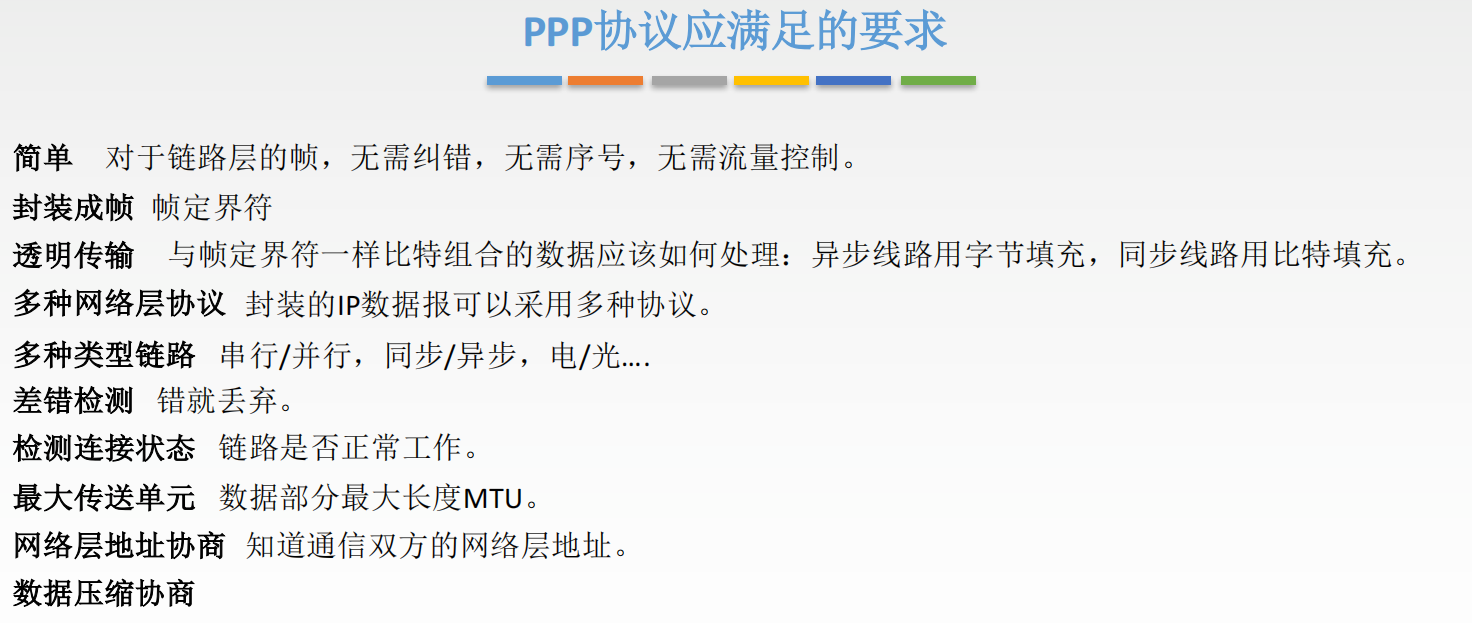 PPP协议应满足的要求
简单 对于链路层的帧，无需纠错，无需序号，无需流量控制。
封装成帧 帧定界符
透明传输 与帧定界符一样比特组合的数据应该如何处理：异步线路用字节填充，同步线路用比特填充。
多种网络层协议 封装的IP数据报可以采用多种协议。
多种类型链路 串行/并行，同步/异步，电/光….
差错检测 错就丢弃。
检测连接状态 链路是否正常工作。
最大传送单元 数据部分最大长度MTU。
网络层地址协商 知道通信双方的网络层地址。
数据压缩协商